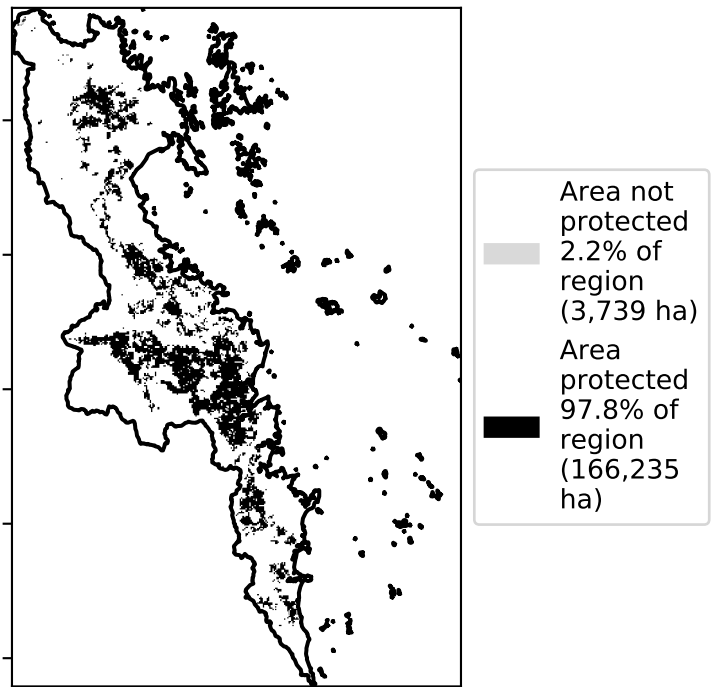 Area not
protected
2.2% of
region
(3,739 ha)
Area
protected
97.8% of
region
(166,235
ha)